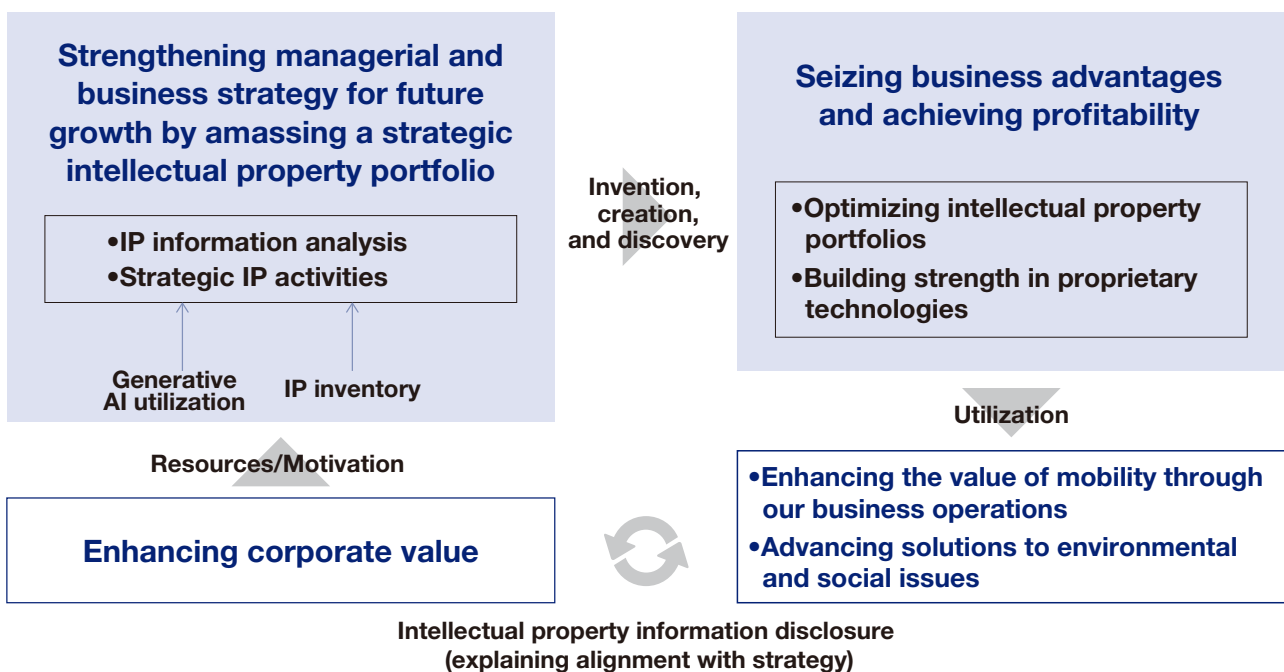 Strengthening managerial and
business strategy for future
growth by amassing a strategic
intellectual property portfolio
•IP information analysis
•Strategic IP activities
Generative
AI utilization
IP inventory
Invention,
creation,
and discovery
Seizing business advantages
and achieving profitability
•Optimizing intellectual property
portfolios
•Building strength in proprietary
technologies
Utilization
•Enhancing the value of mobility through
our business operations
•Advancing solutions to environmental
and social issues
Resources/Motivation
Enhancing corporate value
Intellectual property information disclosure
(explaining alignment with strategy)